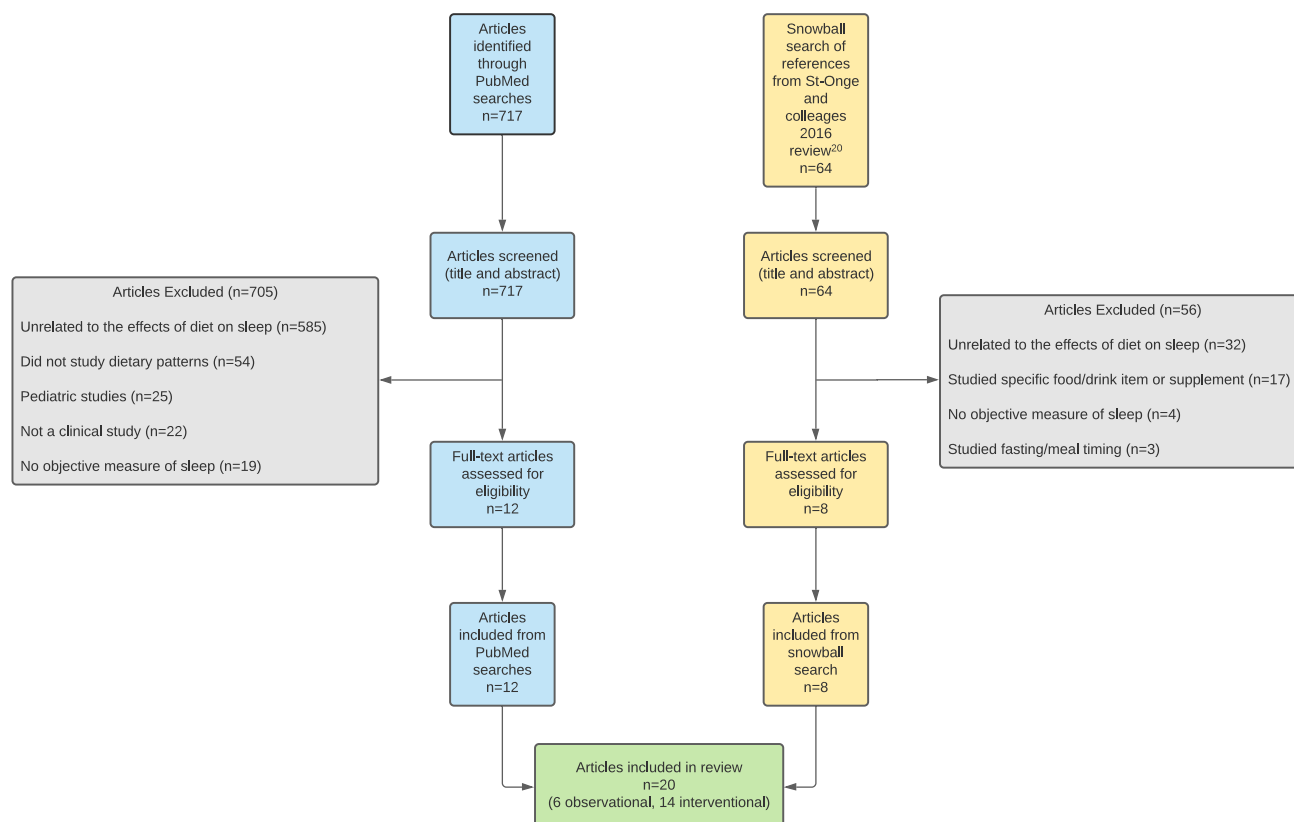 Articles
identified
through
PubMed
searches
n=717
Snowball
search of
references
from St-Onge
and
colleages
2016
review²⁰
n=64
Articles screened
(title and abstract)
n=717
Articles screened
(title and abstract)
n=64
Articles Excluded (n=705)
Unrelated to the effects of diet on sleep (n=585)
Did not study dietary patterns (n=54)
Pediatric studies (n=25)
Not a clinical study (n=22)
No objective measure of sleep (n=19)
Articles Excluded (n=56)
Unrelated to the effects of diet on sleep (n=32)
Studied specific food/drink item or supplement (n=17)
No objective measure of sleep (n=4)
Studied fasting/meal timing (n=3)
Full-text articles
assessed for
eligibility
n=12
Full-text articles
assessed for
eligibility
n=8
Articles
included from
PubMed
searches
n=12
Articles
included from
snowball
search
n=8
Articles included in review
n=20
(6 observational, 14 interventional)